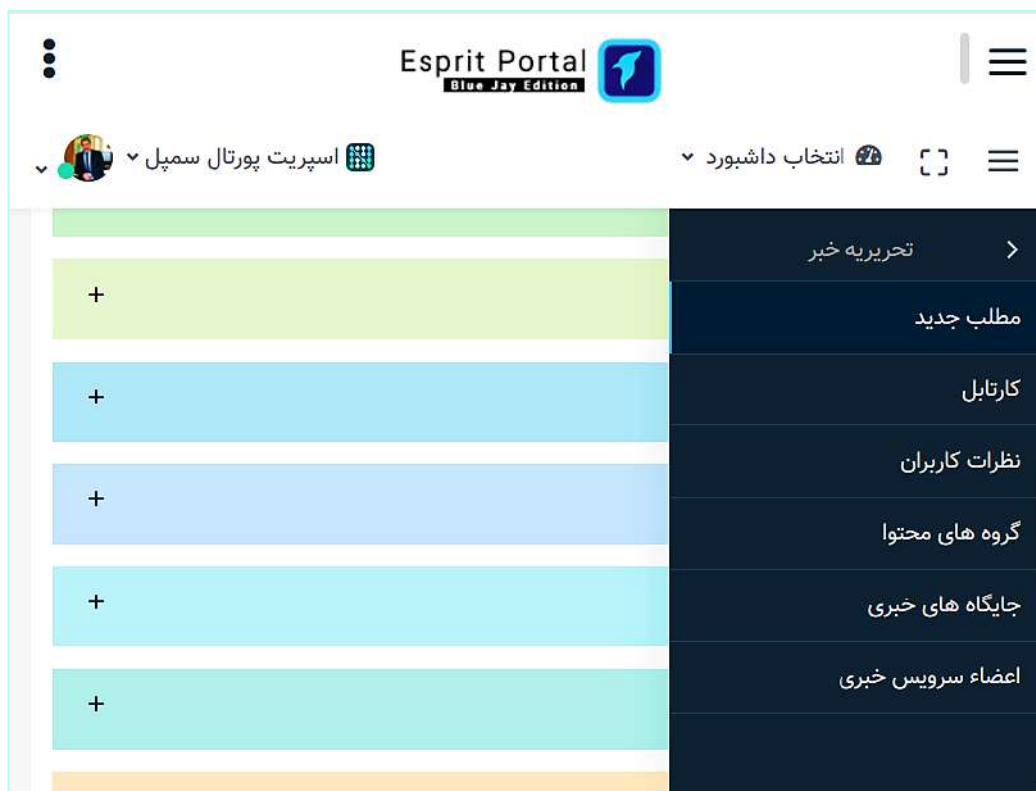 Esprit Portal
Blue Jay Edition
انتخاب داشبورد
اسپریت پورتال سمپل
تحریریه خبر
مطلب جدید
کارتابل
نظرات کاربران
گروه های محتوا
جایگاه های خبری
اعضاء سرویس خبری